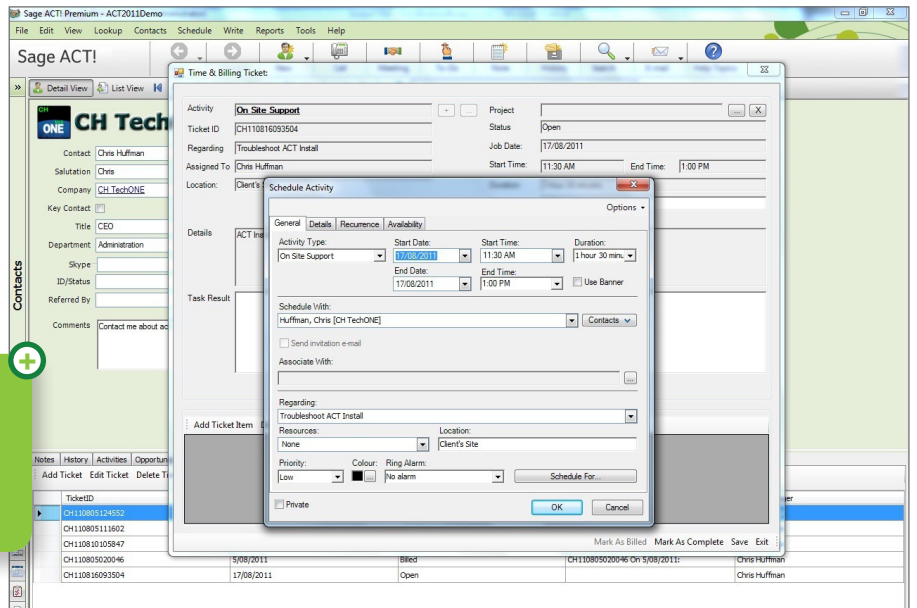 Sage ACT! Premium - ACT2011Demo
File Edit View Lookup Contacts Schedule Write Reports Tools Help
Sage ACT!
Time & Billing Ticket:
Detail View List View
CH ONE CH Tech
Contact Chris Huffman
Salutation Chris
Company CH TechONE
Key Contact
Title CEO
Department Administration
Skype
ID/Status
Referred By
Comments Contact me about ac
Contacts
Activity On Site Support + ... Project ... X
Ticket ID CH110816093504 Status Open
Regarding Troubleshoot ACT Install Job Date: 17/08/2011
Assigned To Chris Huffman Start Time: 11:30 AM End Time: 1:00 PM
Location: Client's S
Details ACT Ins
Task Result
Add Ticket Item
Schedule Activity
Options
General Details Recurrence Availability
Activity Type: Start Date: Start Time: Duration:
On Site Support 17/08/2011 11:30 AM 1 hour 30 minu
End Date: End Time:
17/08/2011 1:00 PM Use Banner
Schedule With:
Huffman, Chris [CH TechONE] Contacts
Send invitation e-mail
Associate With:
...
Regarding:
Troubleshoot ACT Install
Resources: Location:
None Client's Site
Priority: Colour: Ring Alarm:
Low ... No alarm Schedule For...
Private OK Cancel
Mark As Billed Mark As Complete Save Exit
Notes History Activities Opportun
Add Ticket Edit Ticket Delete Ti
TicketID er
CH110805124552
CH110805111602
CH110810105847
CH110805020046 5/08/2011 Billed CH110805020046 On 5/08/2011: Chris Huffman
CH110816093504 17/08/2011 Open Chris Huffman